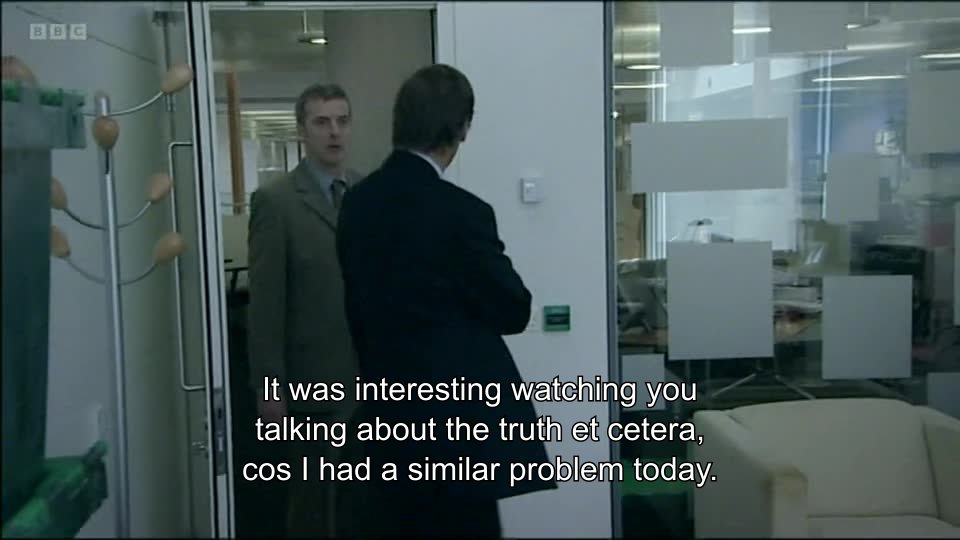 BBC
It was interesting watching you
talking about the truth et cetera,
cos I had a similar problem today.